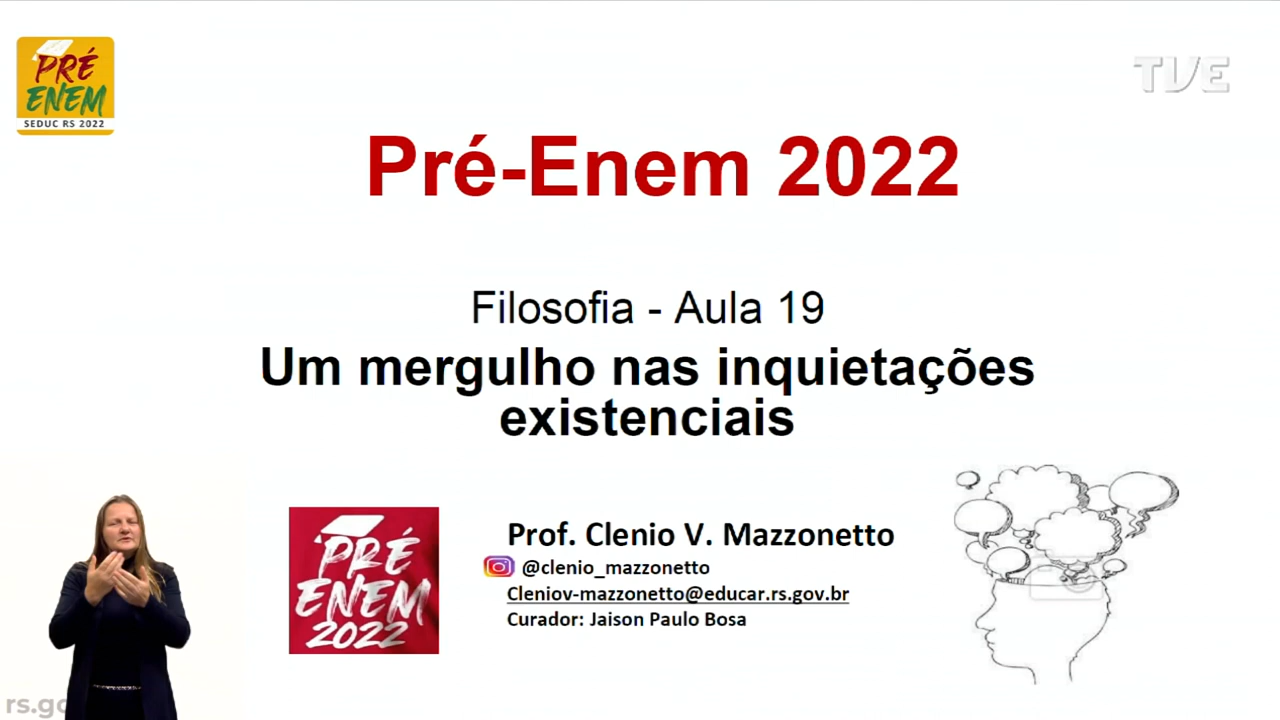 PRÉ
ENEM
SEDUC RS 2022
TVE
Pré-Enem 2022
Filosofia - Aula 19
Um mergulho nas inquietações
existenciais
PRÉ
ENEM
2022
Prof. Clenio V. Mazzonetto
@clenio_mazzonetto
Cleniov-mazzonetto@educar.rs.gov.br
Curador: Jaison Paulo Bosa
rs.go